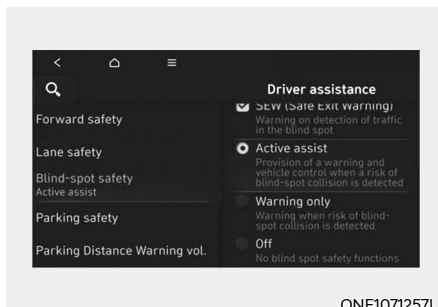 Driver assistance
Forward safety
Lane safety
Blind-spot safety
Active assist
Parking safety
Parking Distance Warning vol.
SEW (Safe Exit Warning)
Warning on detection of traffic
in the blind spot
Active assist
Provision of a warning and
vehicle control when a risk of
blind-spot collision is detected
Warning only
Warning when risk of blind-
spot collision is detected
Off
No blind spot safety functions